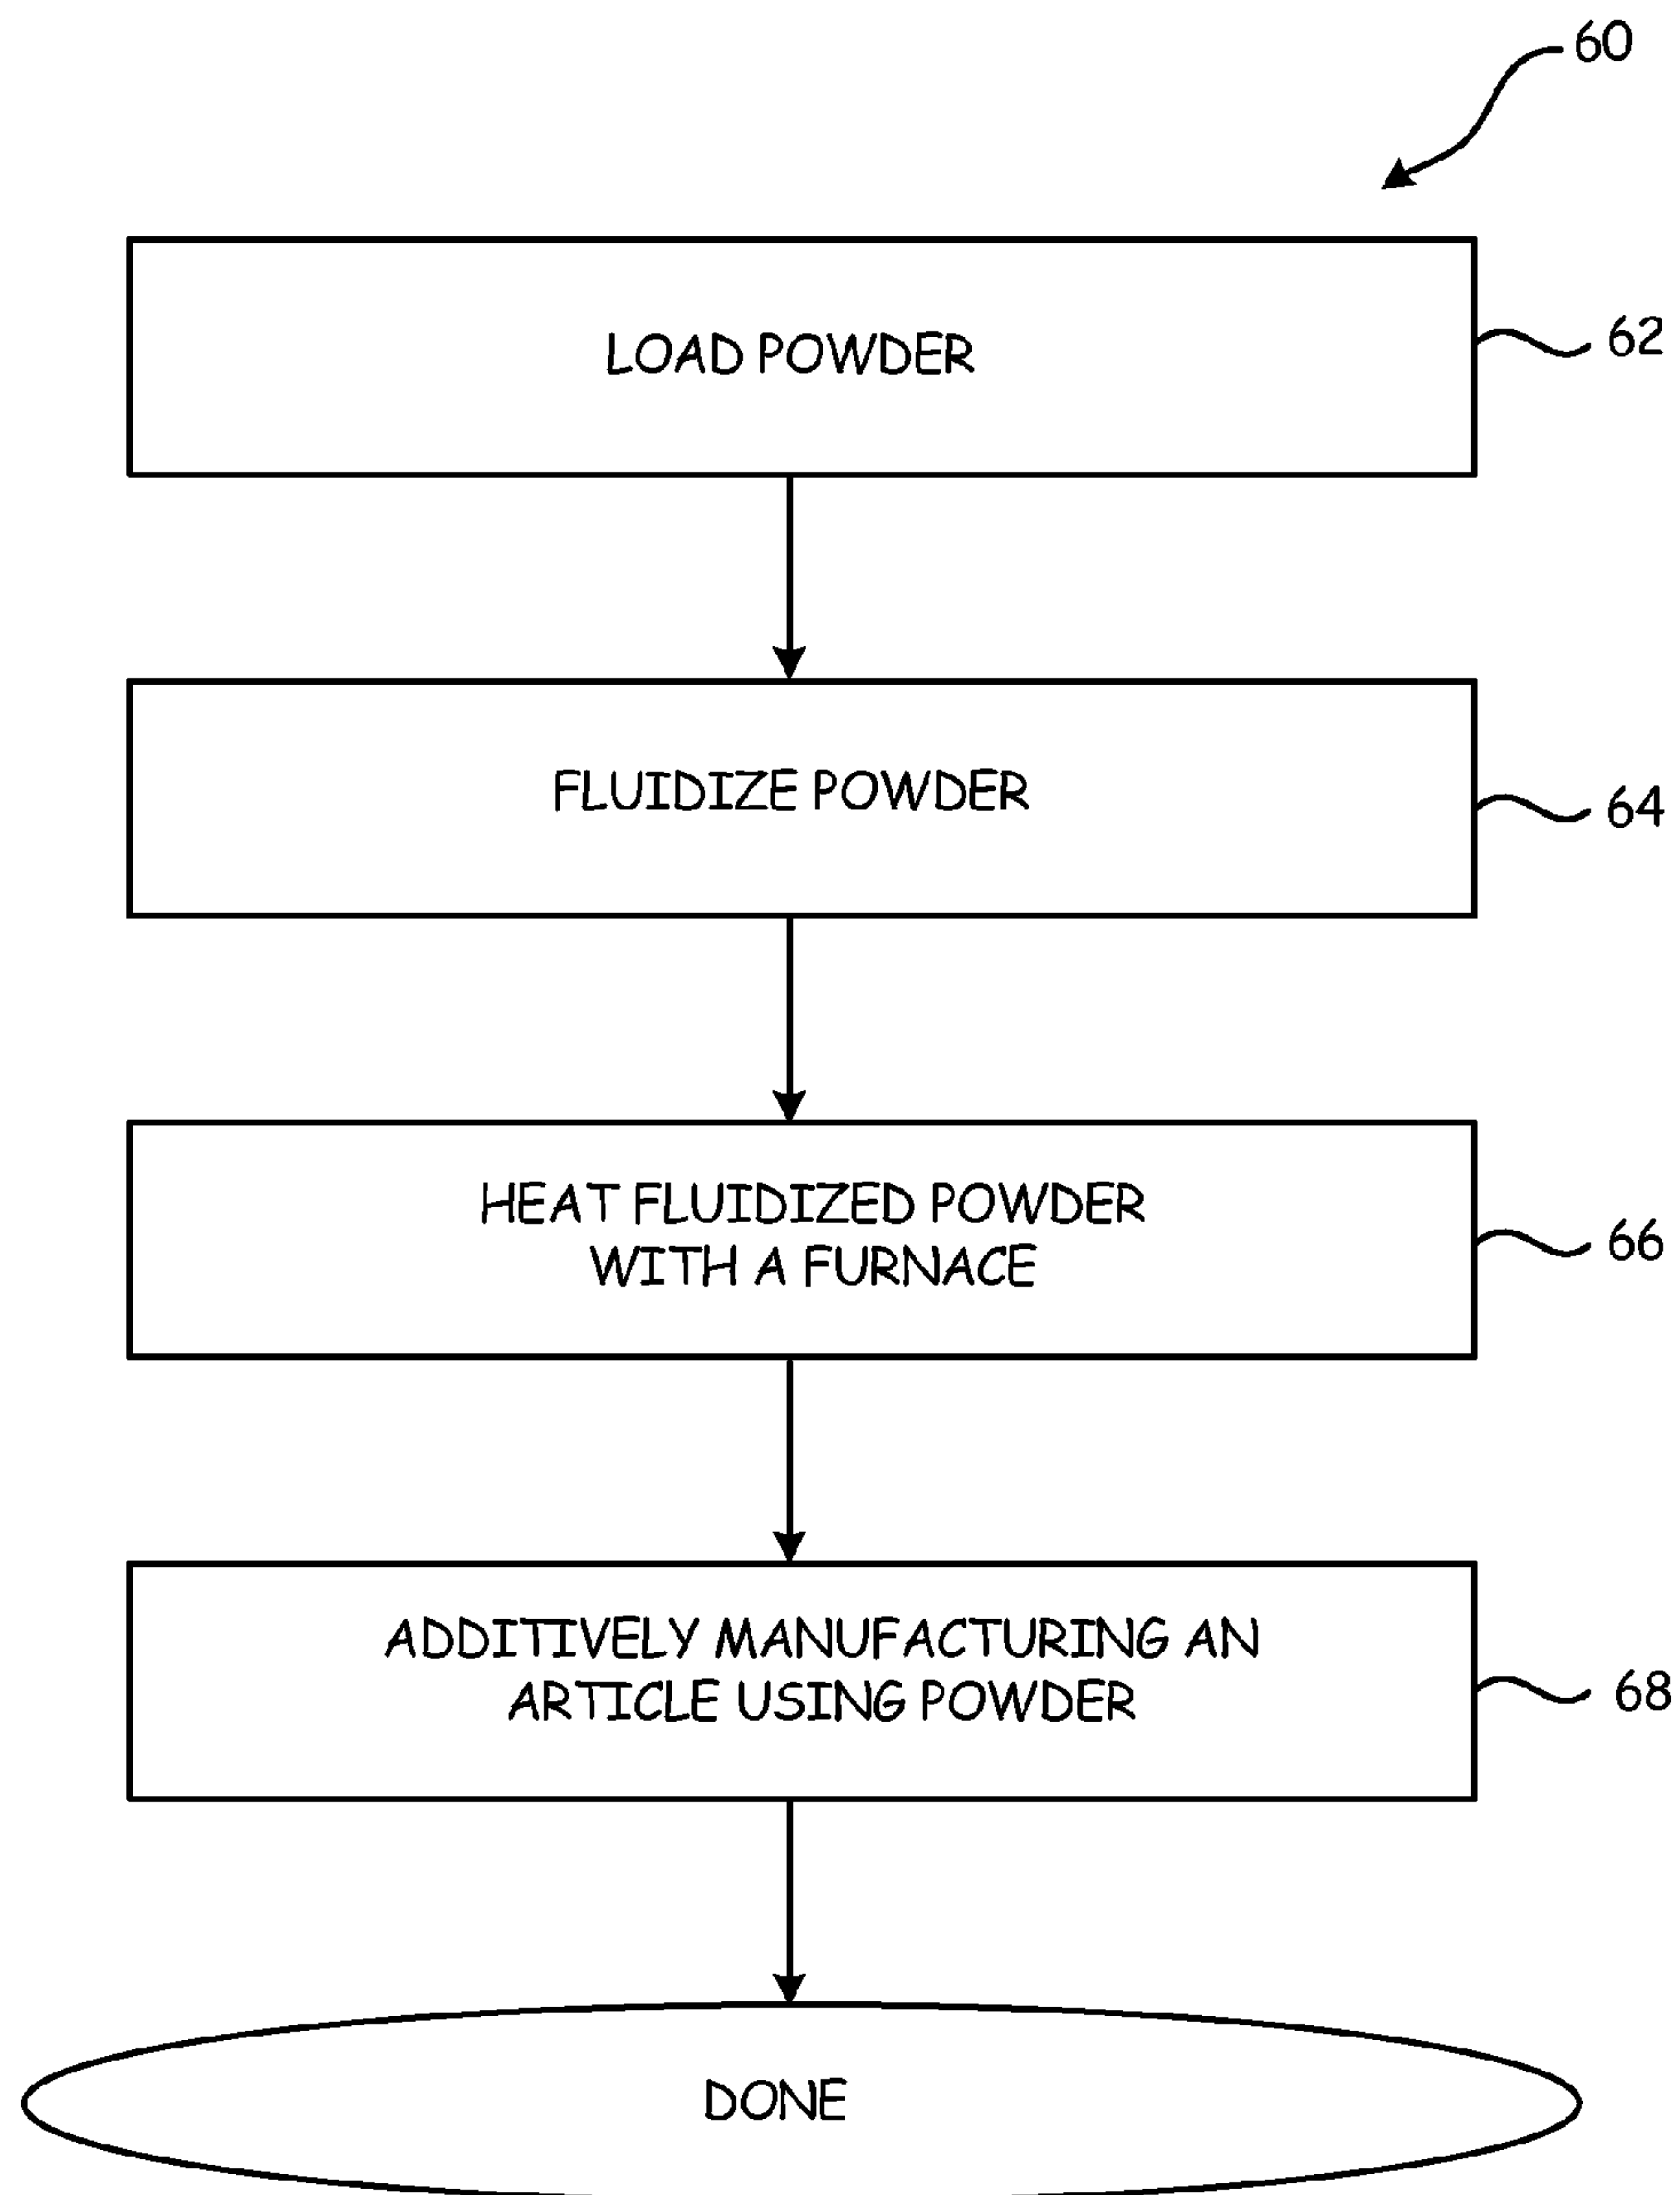 60
LOAD POWDER
62
FLUIDIZE POWDER
64
HEAT FLUIDIZED POWDER
WITH A FURNACE
66
ADDITIVELY MANUFACTURING AN
ARTICLE USING POWDER
68
DONE